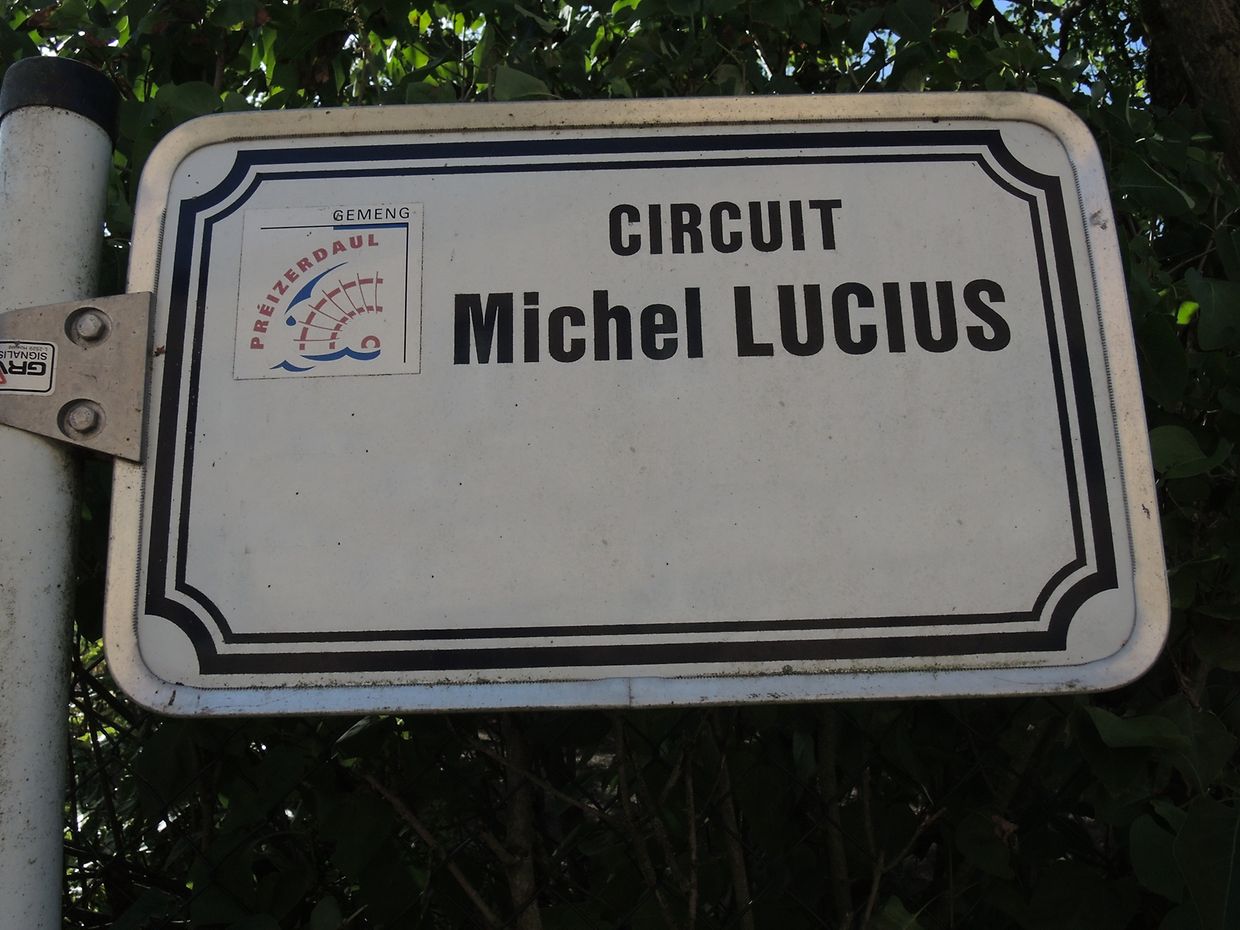 GEMENG
PRÉIZERDAUL
CIRCUIT
Michel LUCIUS